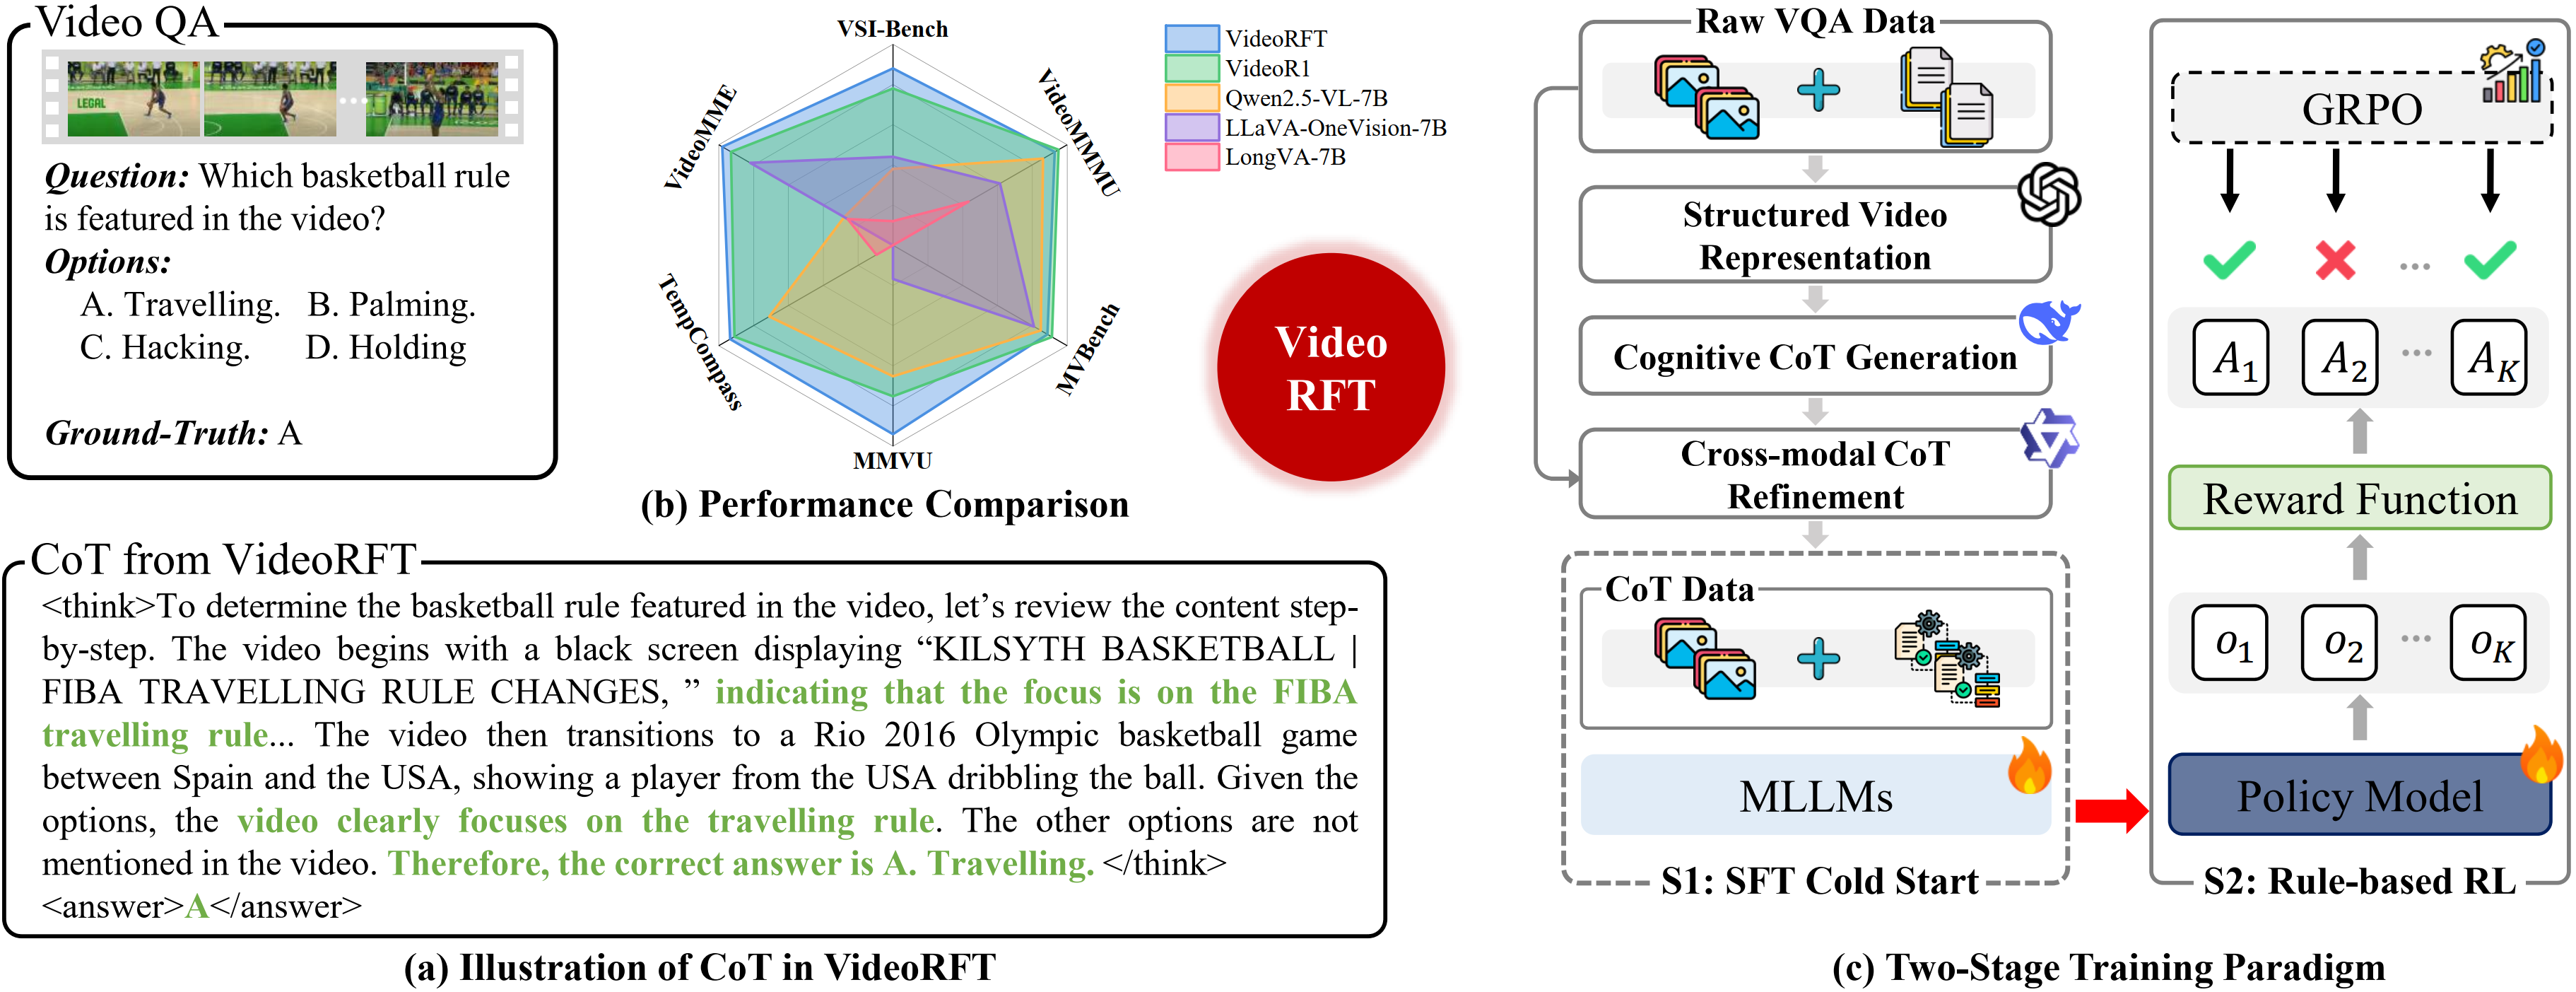 Video QA
LEGAL
Question: Which basketball rule
is featured in the video?
Options:
A. Travelling. B. Palming.
C. Hacking. D. Holding
Ground-Truth: A
VSI-Bench
VideoMMMU
MVBench
MMVU
TempCompass
VideoMME
VideoRFT
VideoR1
Qwen2.5-VL-7B
LLaVA-OneVision-7B
LongVA-7B
Video
RFT
(b) Performance Comparison
CoT from VideoRFT
<think>To determine the basketball rule featured in the video, let’s review the content step-
by-step. The video begins with a black screen displaying “KILSYTH BASKETBALL |
FIBA TRAVELLING RULE CHANGES, ” indicating that the focus is on the FIBA
travelling rule... The video then transitions to a Rio 2016 Olympic basketball game
between Spain and the USA, showing a player from the USA dribbling the ball. Given the
options, the video clearly focuses on the travelling rule. The other options are not
mentioned in the video. Therefore, the correct answer is A. Travelling. </think>
<answer>A</answer>
(a) Illustration of CoT in VideoRFT
Raw VQA Data
Structured Video
Representation
Cognitive CoT Generation
Cross-modal CoT
Refinement
CoT Data
MLLMs
S1: SFT Cold Start
GRPO
...
A1 A2 ... AK
Reward Function
o1 o2 ... oK
Policy Model
S2: Rule-based RL
(c) Two-Stage Training Paradigm